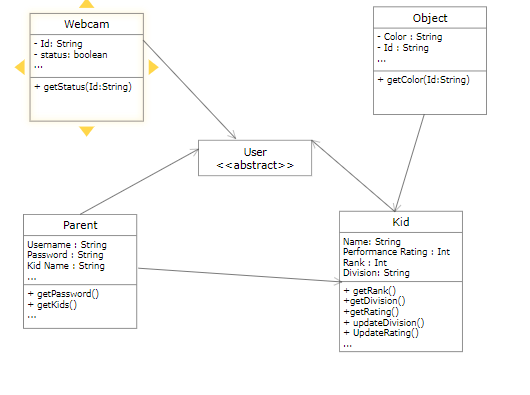 Webcam
- Id: String
- status: boolean
...
+ getStatus(Id:String)
Object
- Color : String
- Id : String
...
+ getColor(Id:String)
User
<<abstract>>
Parent
Username : String
Password : String
Kid Name : String
...
+ getPassword()
+ getKids()
...
Kid
Name: String
Performance Rating : Int
Rank : Int
Division: String
+ getRank()
+getDivision()
+getRating()
+ updateDivision()
+ UpdateRating()
...